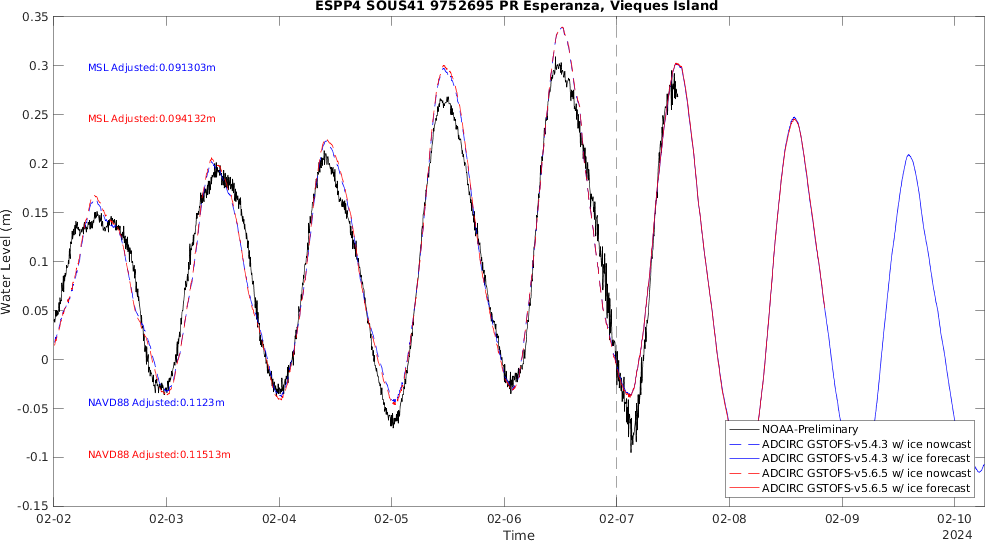 ESPP4 SOUS41 9752695 PR Esperanza, Vieques Island
0.35
0.3
0.25
0.2
0.15
0.1
0.05
0
-0.05
-0.1
-0.15
Water Level (m)
MSL Adjusted:0.091303m
MSL Adjusted:0.094132m
NAVD88 Adjusted:0.1123m
NAVD88 Adjusted:0.11513m
NOAA-Preliminary
ADCIRC GSTOFS-v5.4.3 w/ ice nowcast
ADCIRC GSTOFS-v5.4.3 w/ ice forecast
ADCIRC GSTOFS-v5.6.5 w/ ice nowcast
ADCIRC GSTOFS-v5.6.5 w/ ice forecast
02-02 02-03 02-04 02-05 02-06 02-07 02-08 02-09 02-10
Time
2024